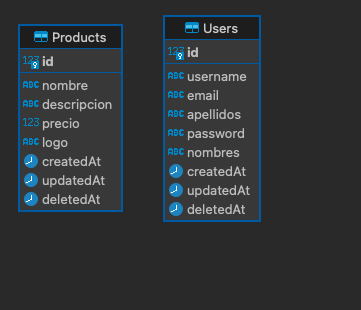 Products
123 id
ABC nombre
ABC descripcion
123 precio
ABC logo
createdAt
updatedAt
deletedAt
Users
123 id
ABC username
ABC email
ABC apellidos
ABC password
ABC nombres
createdAt
updatedAt
deletedAt